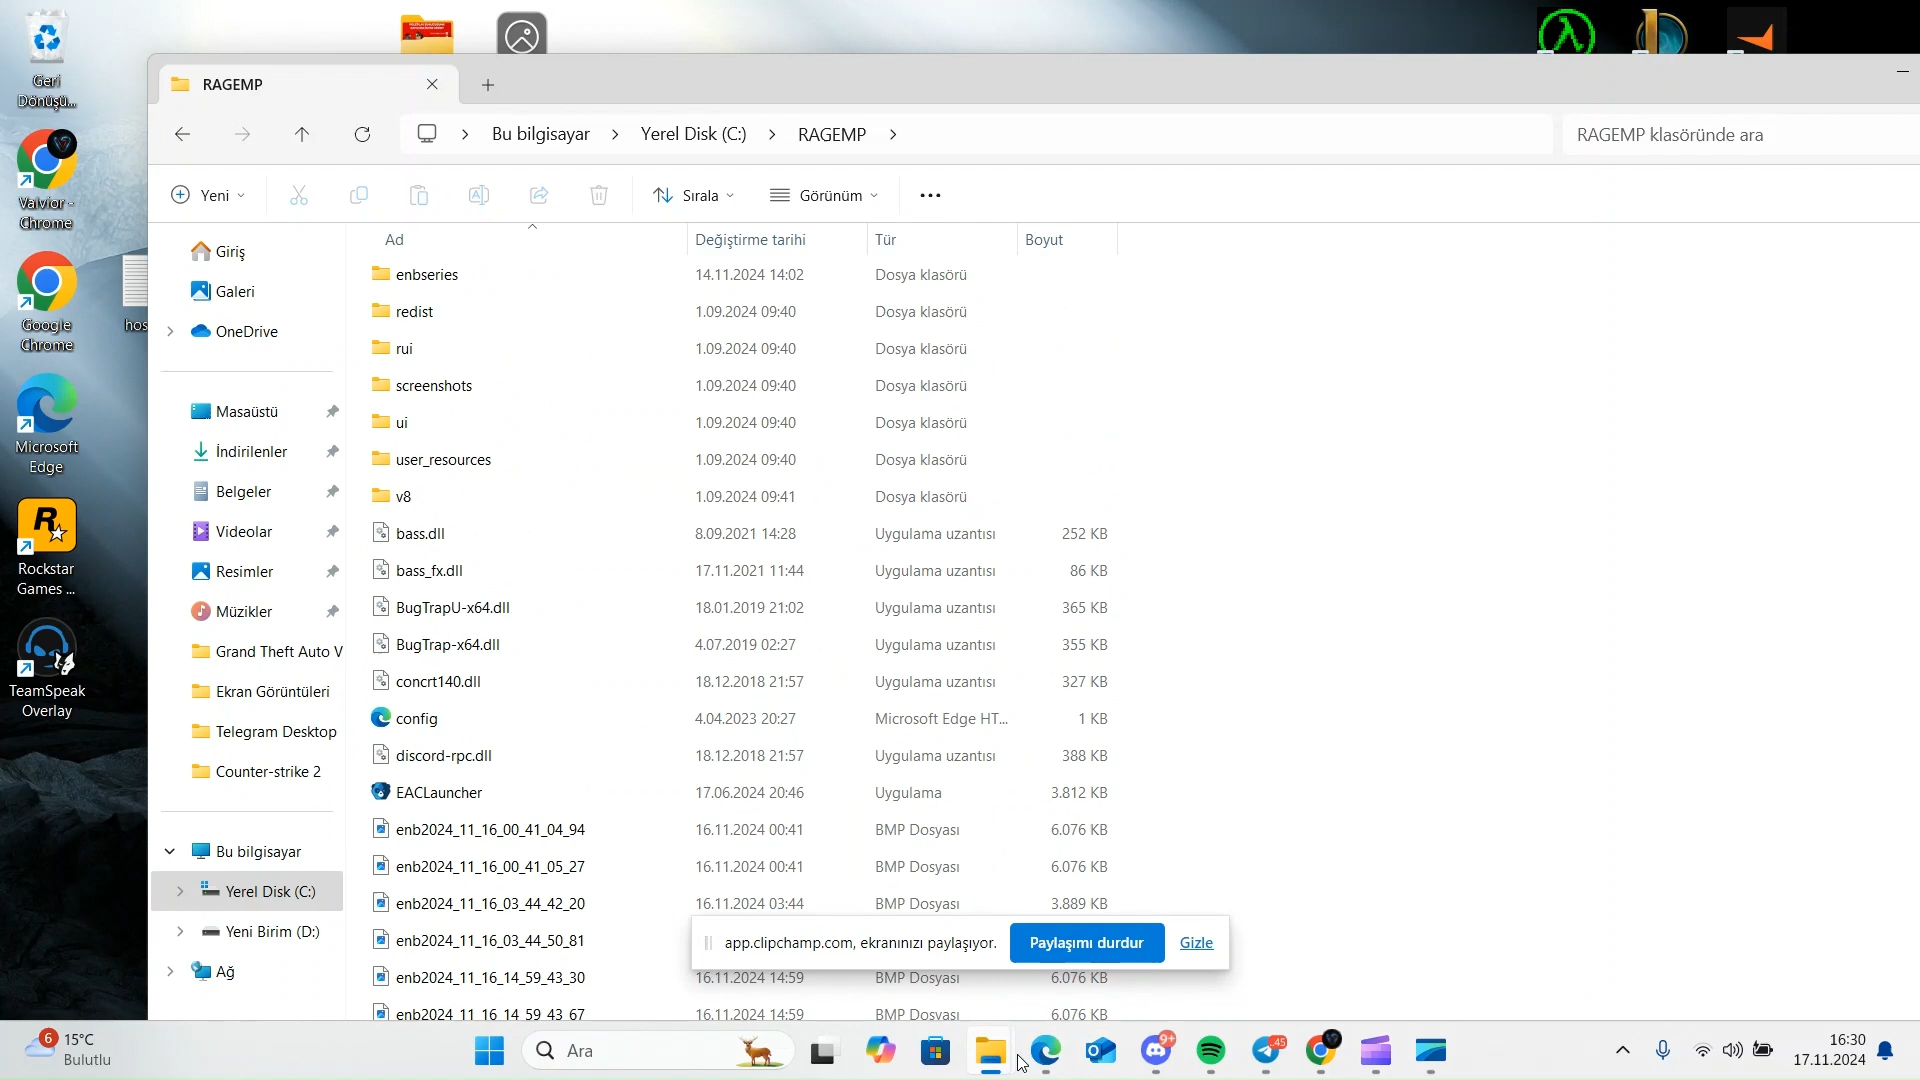 Geri
Dönüşü...
Valvior -
Chrome
Google
Chrome
hos
Microsoft
Edge
Rockstar
Games ...
TeamSpeak
Overlay
RAGEMP
Bu bilgisayar > Yerel Disk (C:) > RAGEMP >
RAGEMP klasöründe ara
Yeni
Sırala
Görünüm
Giriş
Galeri
OneDrive
Masaüstü
İndirilenler
Belgeler
Videolar
Resimler
Müzikler
Grand Theft Auto V
Ekran Görüntüleri
Telegram Desktop
Counter-strike 2
Bu bilgisayar
Yerel Disk (C:)
Yeni Birim (D:)
Ağ
Ad Değiştirme tarihi Tür Boyut
enbseries 14.11.2024 14:02 Dosya klasörü
redist 1.09.2024 09:40 Dosya klasörü
rui 1.09.2024 09:40 Dosya klasörü
screenshots 1.09.2024 09:40 Dosya klasörü
ui 1.09.2024 09:40 Dosya klasörü
user_resources 1.09.2024 09:40 Dosya klasörü
v8 1.09.2024 09:41 Dosya klasörü
bass.dll 8.09.2021 14:28 Uygulama uzantısı 252 KB
bass_fx.dll 17.11.2021 11:44 Uygulama uzantısı 86 KB
BugTrapU-x64.dll 18.01.2019 21:02 Uygulama uzantısı 365 KB
BugTrap-x64.dll 4.07.2019 02:27 Uygulama uzantısı 355 KB
concrt140.dll 18.12.2018 21:57 Uygulama uzantısı 327 KB
config 4.04.2023 20:27 Microsoft Edge HT... 1 KB
discord-rpc.dll 18.12.2018 21:57 Uygulama uzantısı 388 KB
EACLauncher 17.06.2024 20:46 Uygulama 3.812 KB
enb2024_11_16_00_41_04_94 16.11.2024 00:41 BMP Dosyası 6.076 KB
enb2024_11_16_00_41_05_27 16.11.2024 00:41 BMP Dosyası 6.076 KB
enb2024_11_16_03_44_42_20 16.11.2024 03:44 BMP Dosyası 3.889 KB
enb2024_11_16_03_44_50_81
enb2024_11_16_14_59_43_30 16.11.2024 14:59 BMP Dosyası 6.076 KB
enb2024_11_16_14_59_43_67 16.11.2024 14:59 BMP Dosyası 6.076 KB
app.clipchamp.com, ekranınızı paylaşıyor.
Paylaşımı durdur
Gizle
6
15°C
Bulutlu
Ara
9+
45
16:30
17.11.2024